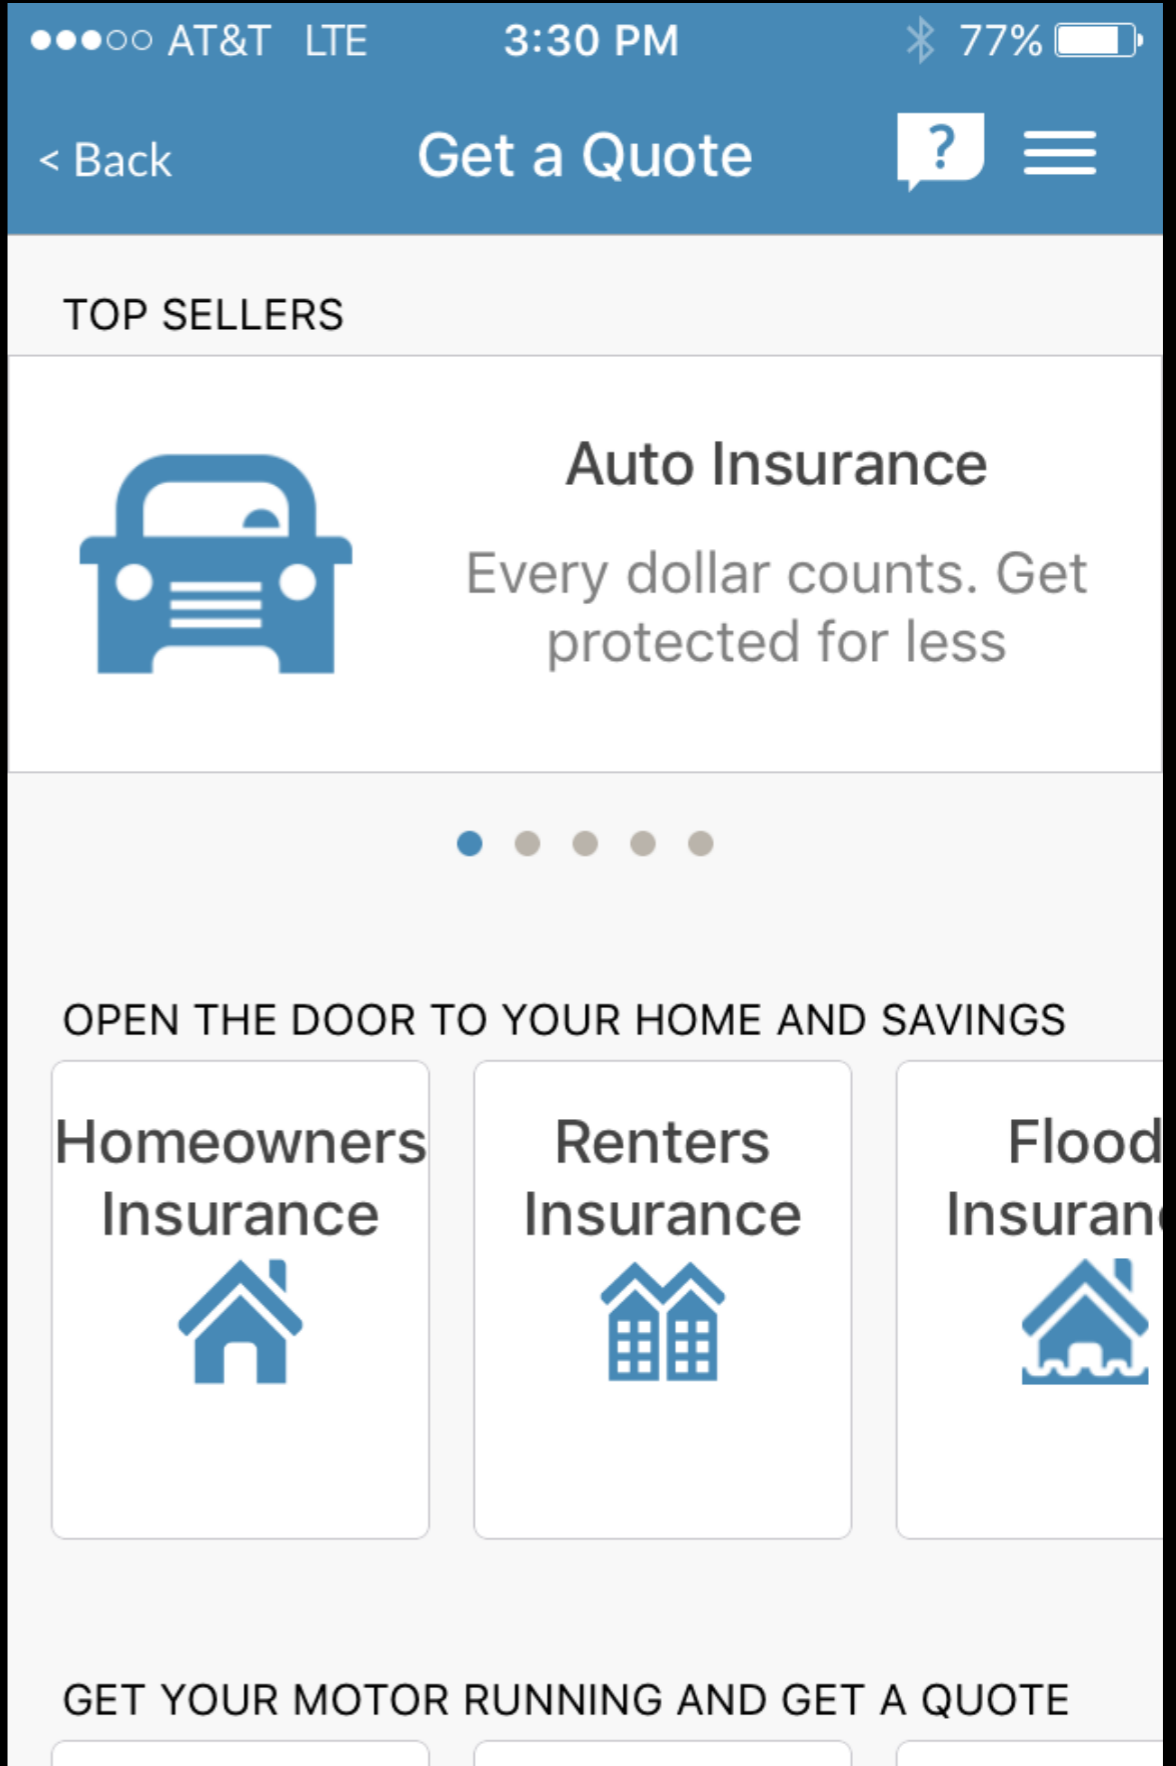 AT&T LTE 3:30 PM 77%
< Back Get a Quote ?
TOP SELLERS
Auto Insurance
Every dollar counts. Get
protected for less
OPEN THE DOOR TO YOUR HOME AND SAVINGS
Homeowners
Insurance
Renters
Insurance
Flood
Insuran
GET YOUR MOTOR RUNNING AND GET A QUOTE